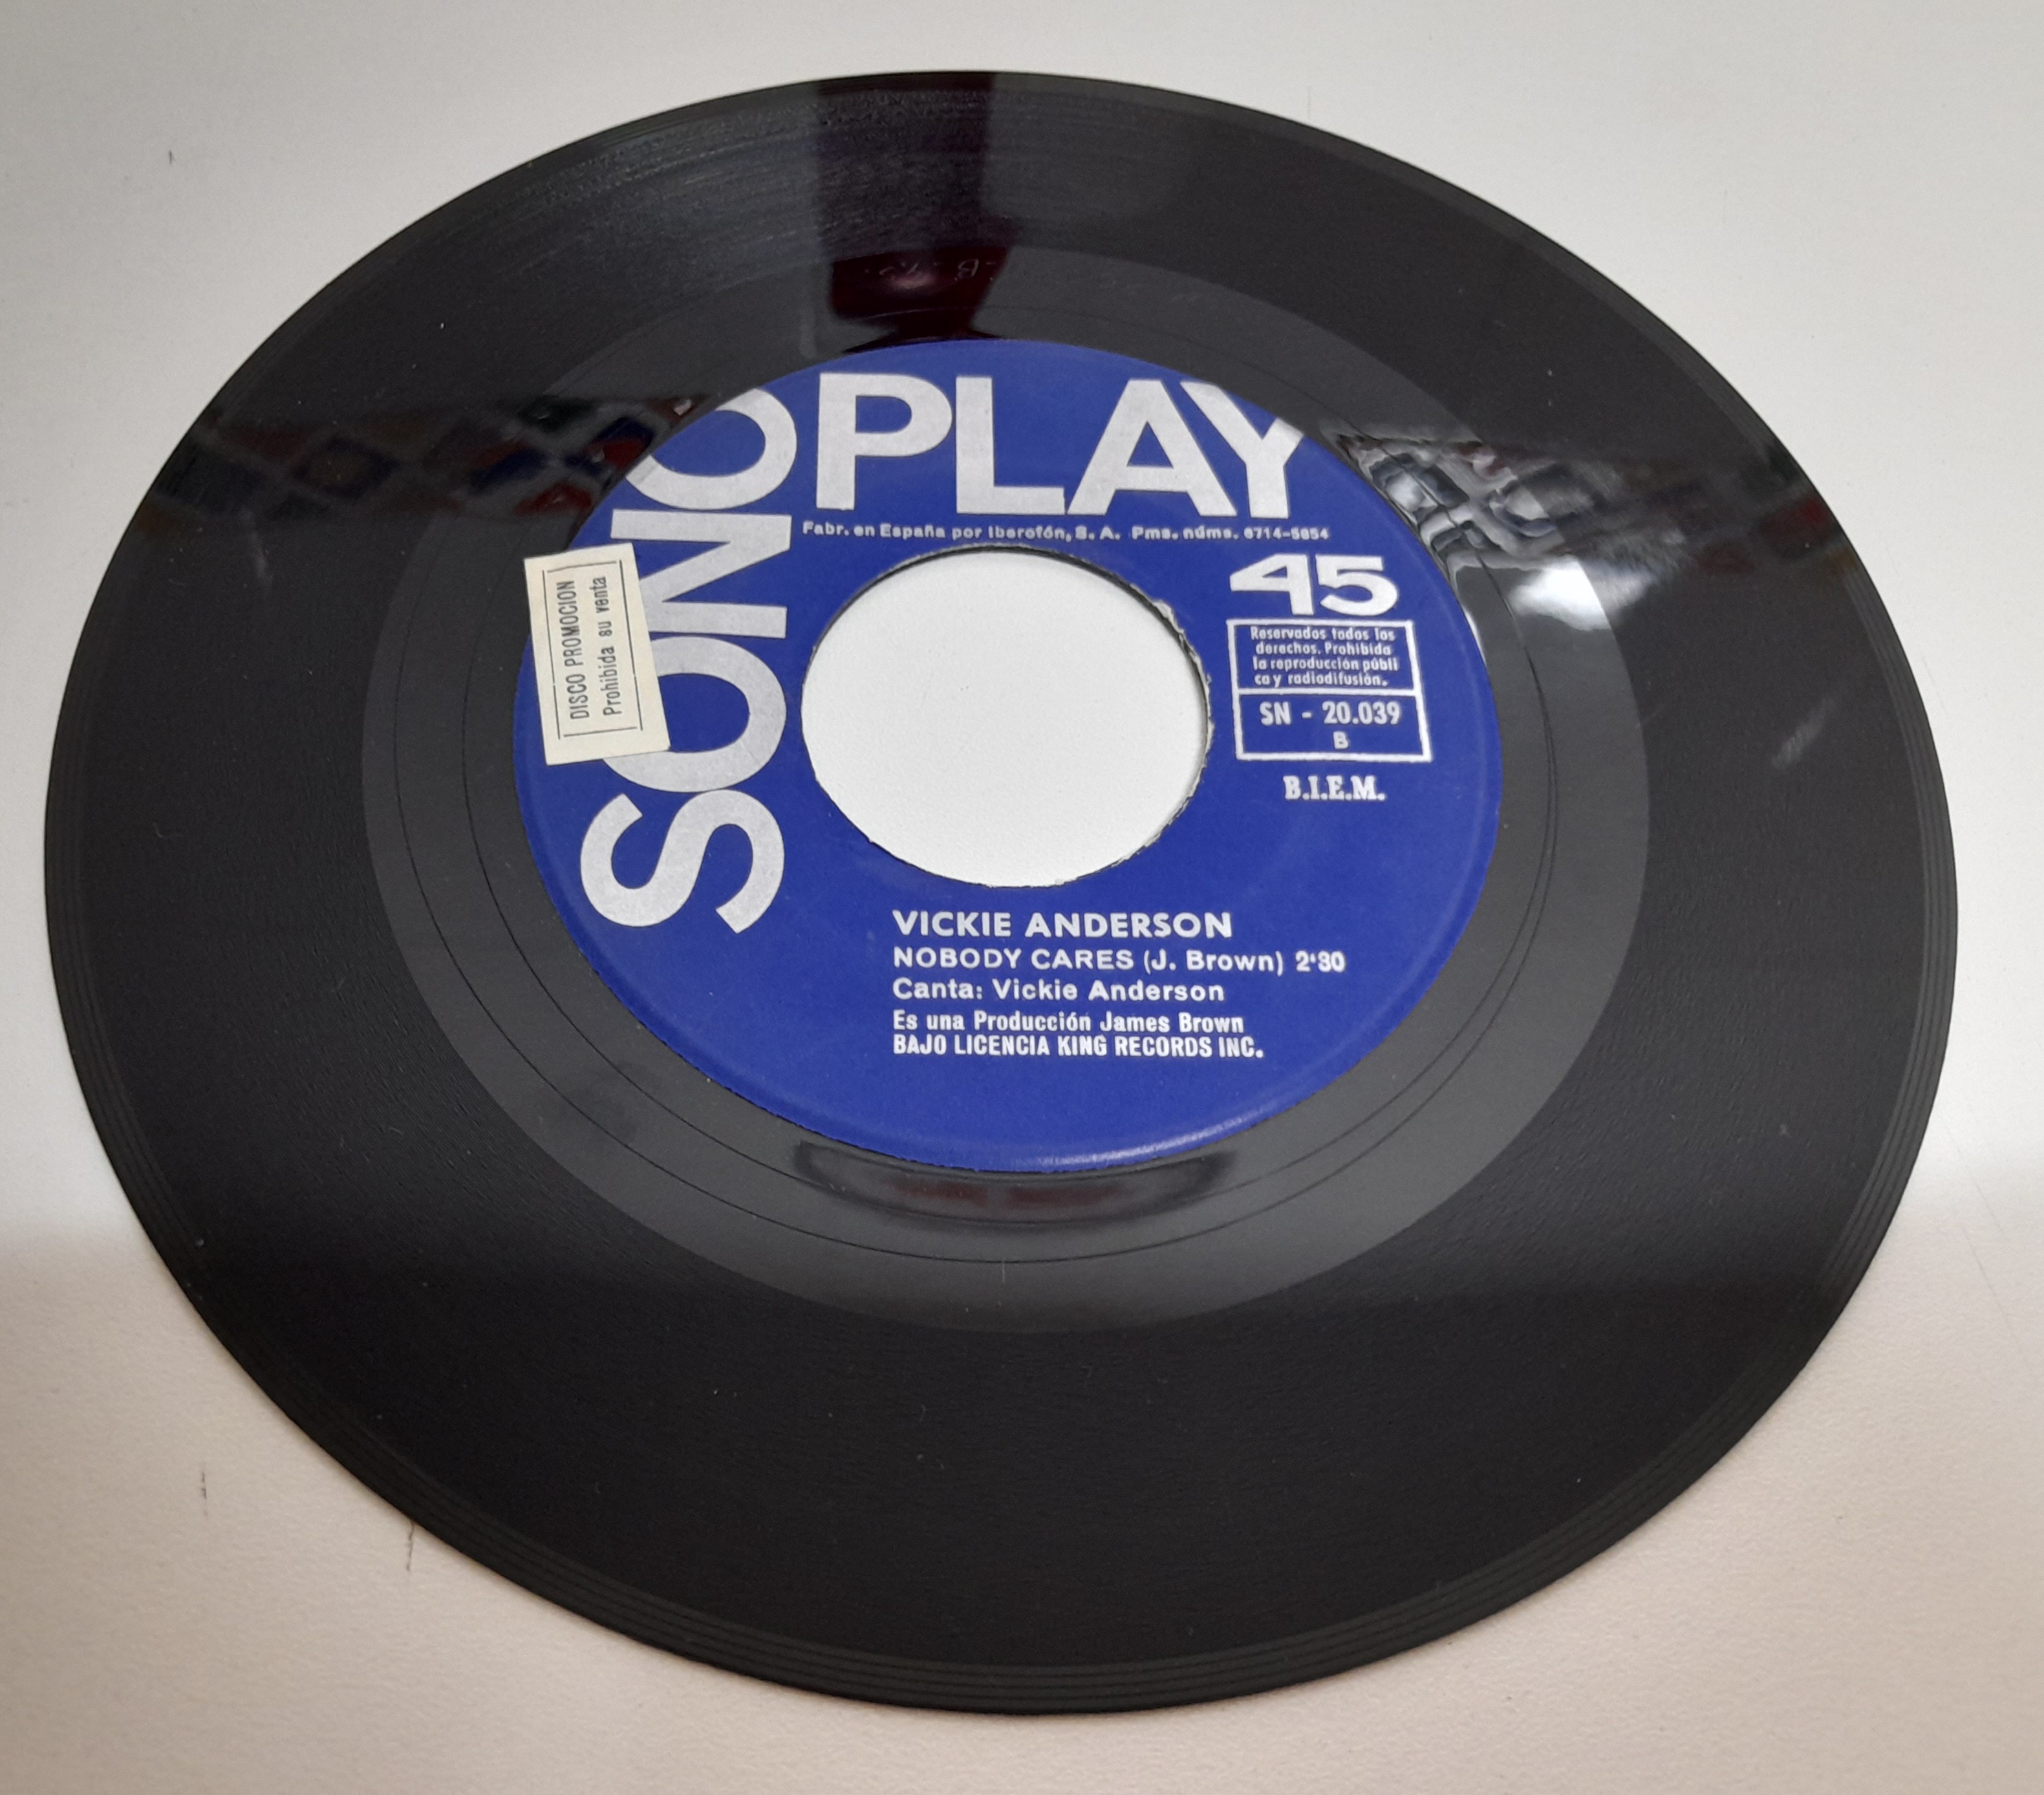 SONOPLAY
Fabr. en España por Iberofón, S. A. Pms. núms. 6714-5854
45
Reservados todos los
derechos. Prohibida
la reproducción públi
ca y radiodifusión.
SN - 20.039
B
B.I.E.M.
DISCO PROMOCION
Prohibida su venta
VICKIE ANDERSON
NOBODY CARES (J. Brown) 2'30
Canta: Vickie Anderson
Es una Producción James Brown
BAJO LICENCIA KING RECORDS INC.